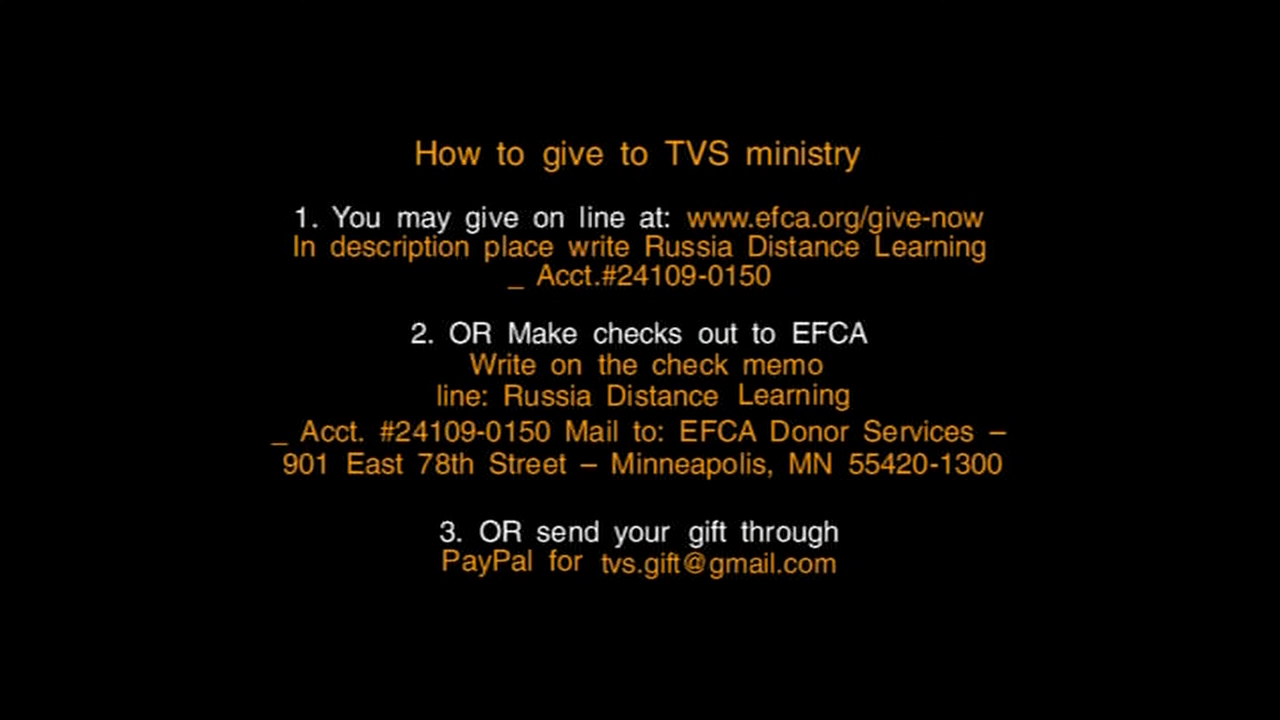 How to give to TVS ministry
1. You may give on line at: www.efca.org/give-now
In description place write Russia Distance Learning
_ Acct.#24109-0150
2. OR Make checks out to EFCA
Write on the check memo
line: Russia Distance Learning
_ Acct. #24109-0150 Mail to: EFCA Donor Services –
901 East 78th Street – Minneapolis, MN 55420-1300
3. OR send your gift through
PayPal for tvs.gift@gmail.com